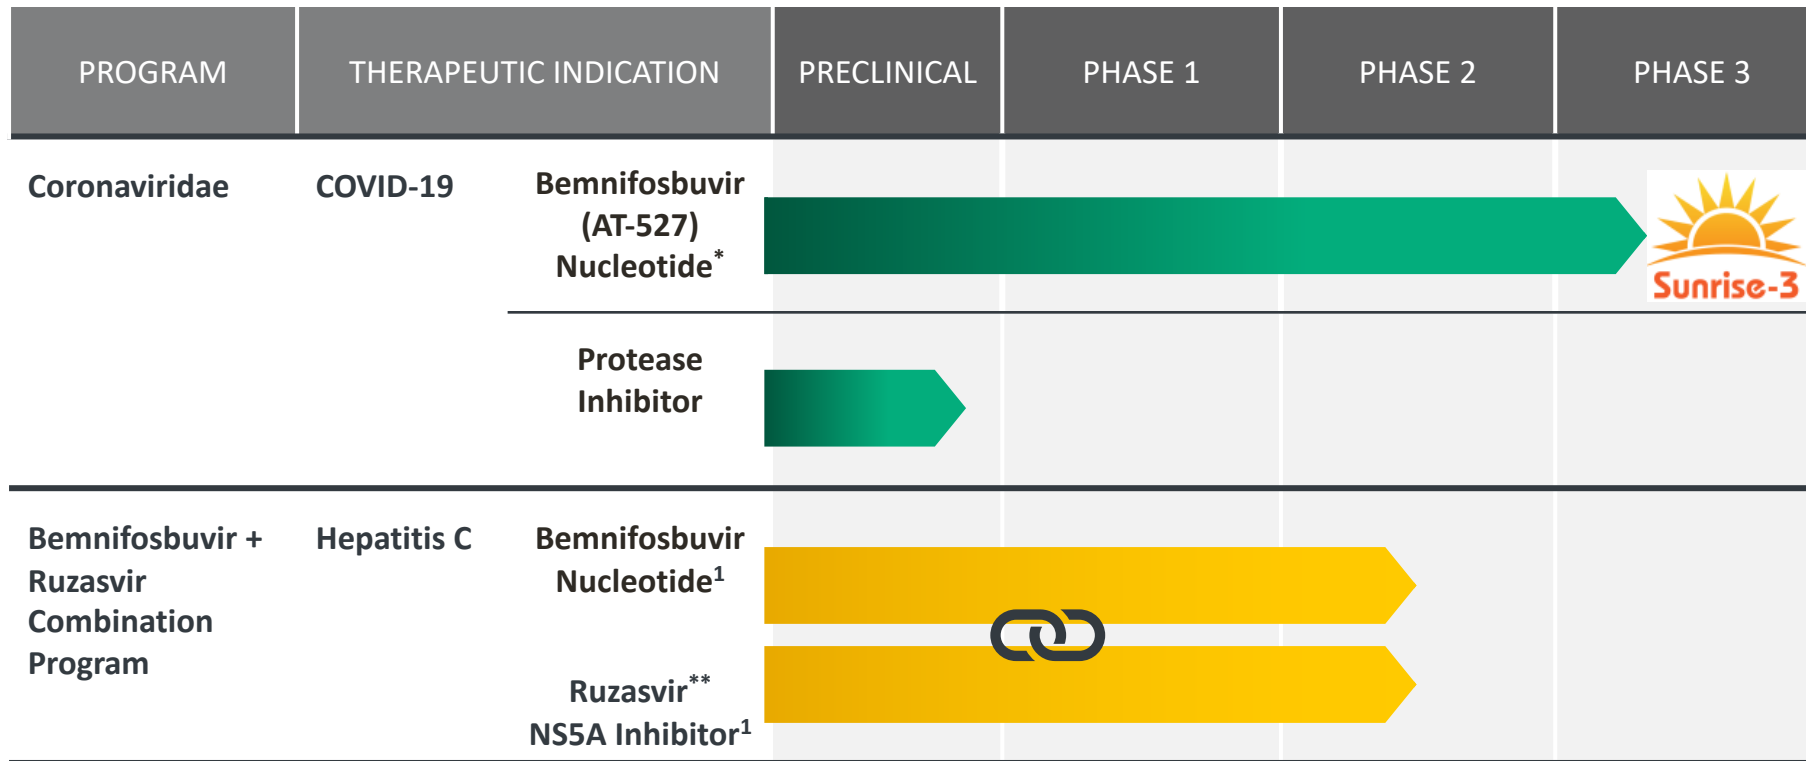 PROGRAM THERAPEUTIC INDICATION PRECLINICAL PHASE 1 PHASE 2 PHASE 3
Coronaviridae COVID-19 Bemnifosbuvir
(AT-527)
Nucleotide*
Sunrise-3
Protease
Inhibitor
Bemnifosbuvir + Hepatitis C Bemnifosbuvir
Ruzasvir Nucleotide1
Combination
Program
Ruzasvir**
NS5A Inhibitor1